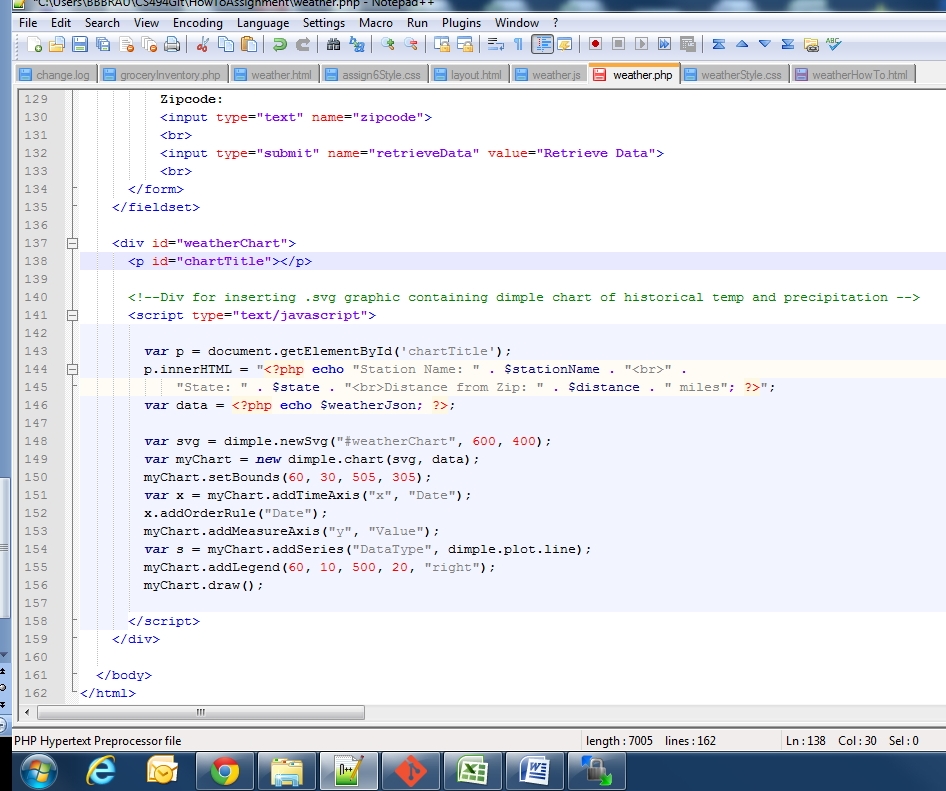 *C:\Users\BBBRAU\CS494Git\HowToAssignment\weather.php - Notepad++
File Edit Search View Encoding Language Settings Macro Run Plugins Window ?
change.log groceryInventory.php weather.html assign6Style.css layout.html weather.js weather.php weatherStyle.css weatherHowTo.html
129 Zipcode:
130 <input type="text" name="zipcode">
131 <br>
132 <input type="submit" name="retrieveData" value="Retrieve Data">
133 <br>
134 </form>
135 </fieldset>
136
137 <div id="weatherChart">
138 <p id="chartTitle"></p>
139
140 <!--Div for inserting .svg graphic containing dimple chart of historical temp and precipitation -->
141 <script type="text/javascript">
142
143 var p = document.getElementById('chartTitle');
144 p.innerHTML = "<?php echo "Station Name: " . $stationName . "<br>" .
145 "State: " . $state . "<br>Distance from Zip: " . $distance . " miles"; ?>";
146 var data = <?php echo $weatherJson; ?>;
147
148 var svg = dimple.newSvg("#weatherChart", 600, 400);
149 var myChart = new dimple.chart(svg, data);
150 myChart.setBounds(60, 30, 505, 305);
151 var x = myChart.addTimeAxis("x", "Date");
152 x.addOrderRule("Date");
153 myChart.addMeasureAxis("y", "Value");
154 var s = myChart.addSeries("DataType", dimple.plot.line);
155 myChart.addLegend(60, 10, 500, 20, "right");
156 myChart.draw();
157
158 </script>
159 </div>
160
161 </body>
162 </html>
PHP Hypertext Preprocessor file length : 7005 lines : 162 Ln : 138 Col : 30 Sel : 0